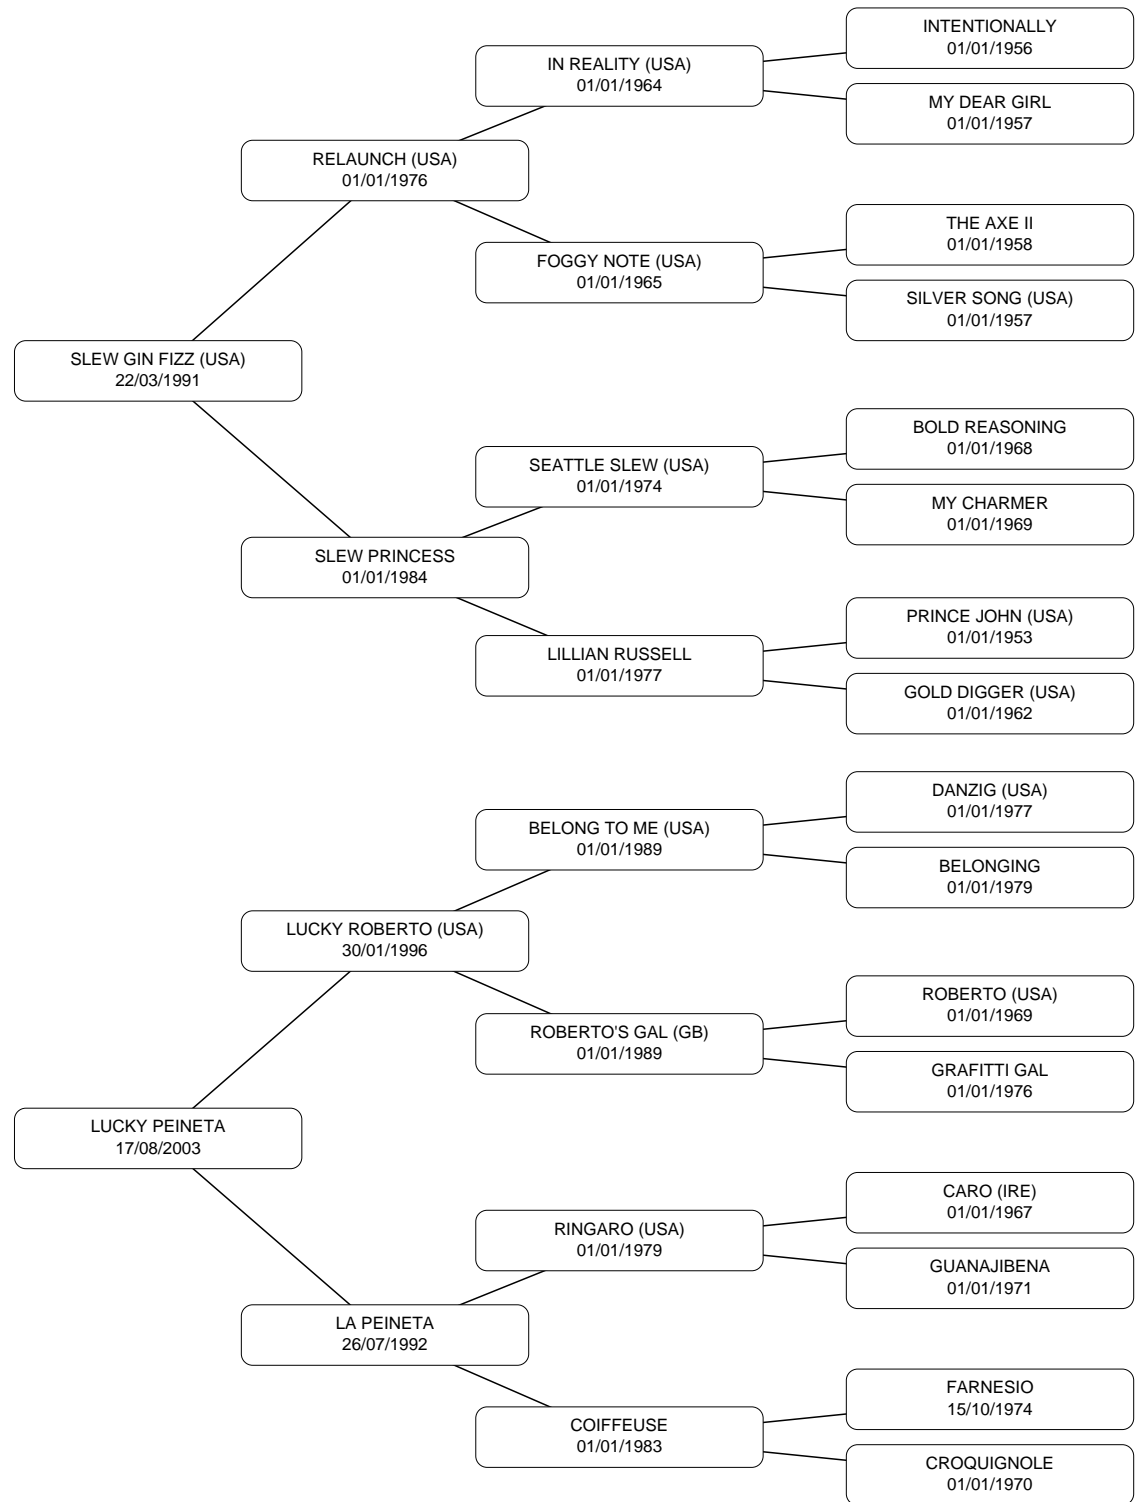 INTENTIONALLY
01/01/1956
IN REALITY (USA)
01/01/1964
MY DEAR GIRL
01/01/1957
RELAUNCH (USA)
01/01/1976
THE AXE II
01/01/1958
FOGGY NOTE (USA)
01/01/1965
SILVER SONG (USA)
01/01/1957
SLEW GIN FIZZ (USA)
22/03/1991
BOLD REASONING
01/01/1968
SEATTLE SLEW (USA)
01/01/1974
MY CHARMER
01/01/1969
SLEW PRINCESS
01/01/1984
PRINCE JOHN (USA)
01/01/1953
LILLIAN RUSSELL
01/01/1977
GOLD DIGGER (USA)
01/01/1962
DANZIG (USA)
01/01/1977
BELONG TO ME (USA)
01/01/1989
BELONGING
01/01/1979
LUCKY ROBERTO (USA)
30/01/1996
ROBERTO (USA)
01/01/1969
ROBERTO'S GAL (GB)
01/01/1989
GRAFITTI GAL
01/01/1976
LUCKY PEINETA
17/08/2003
CARO (IRE)
01/01/1967
RINGARO (USA)
01/01/1979
GUANAJIBENA
01/01/1971
LA PEINETA
26/07/1992
FARNESIO
15/10/1974
COIFFEUSE
01/01/1983
CROQUIGNOLE
01/01/1970